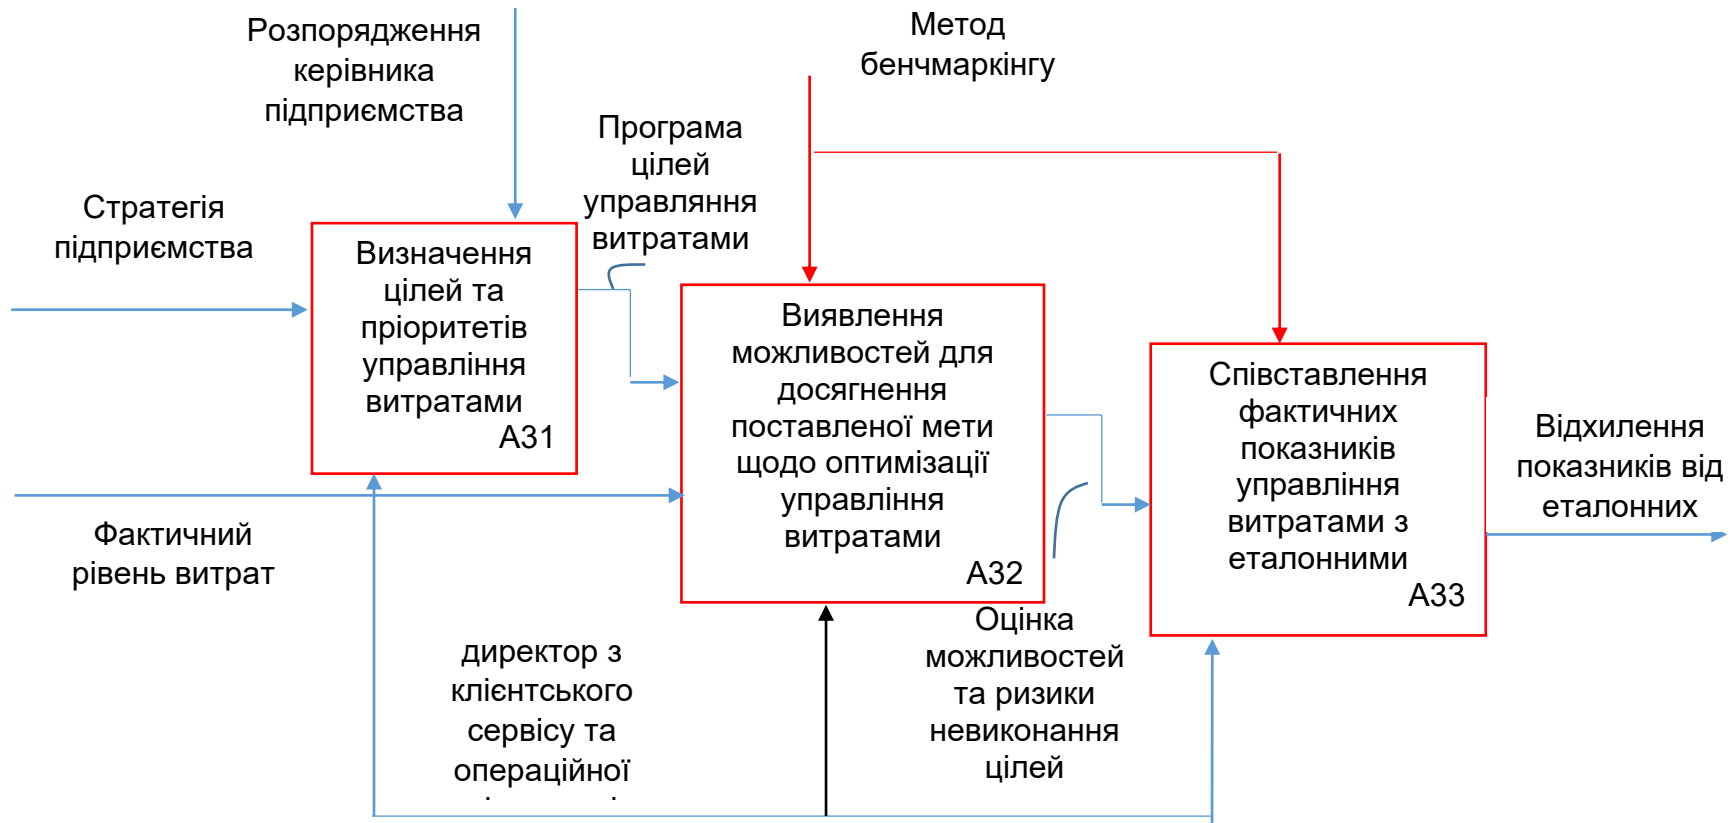 Розпорядження
керівника
підприємства
Метод
бенчмаркінгу
Програма
цілей
управляння
витратами
Стратегія
підприємства
Визначення
цілей та
пріоритетів
управління
витратами
А31
Виявлення
можливостей для
досягнення
поставленої мети
щодо оптимізації
управління
витратами
А32
Співставлення
фактичних
показників
управління
витратами з
еталонними
А33
Відхилення
показників від
еталонних
Фактичний
рівень витрат
директор з
клієнтського
сервісу та
операційної
Оцінка
можливостей
та ризики
невиконання
цілей